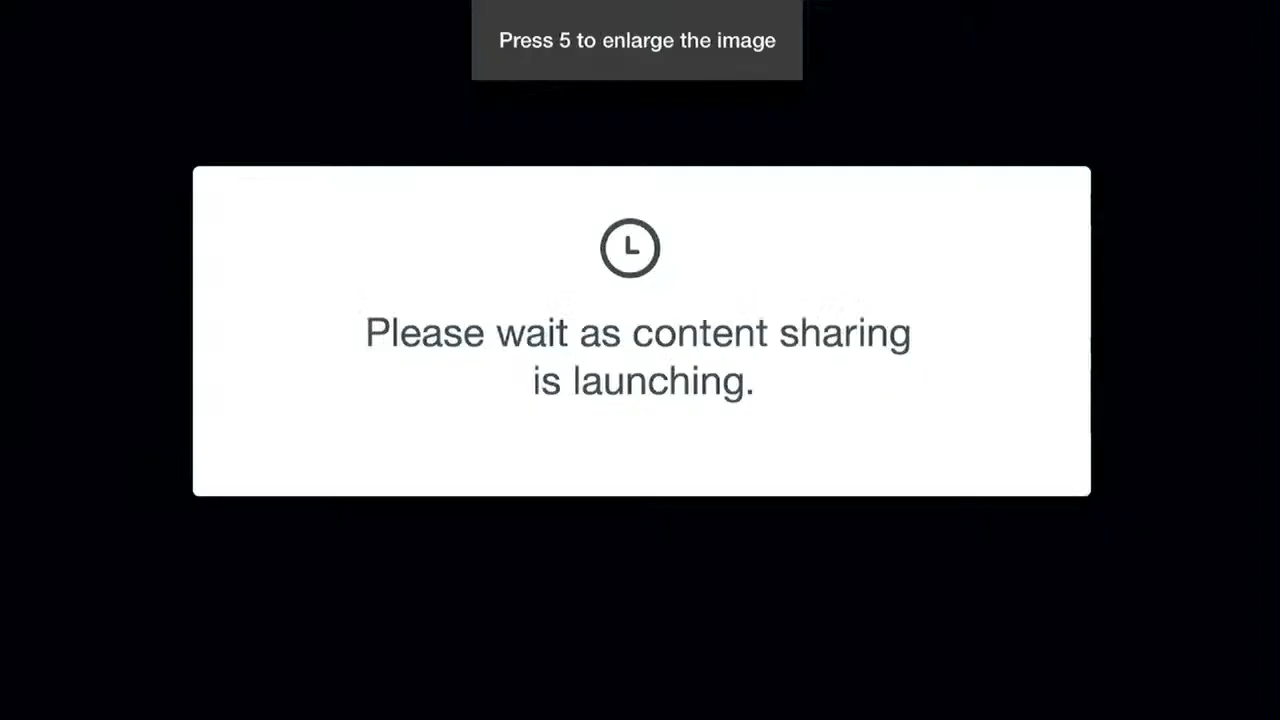 Press 5 to enlarge the image
Please wait as content sharing
is launching.